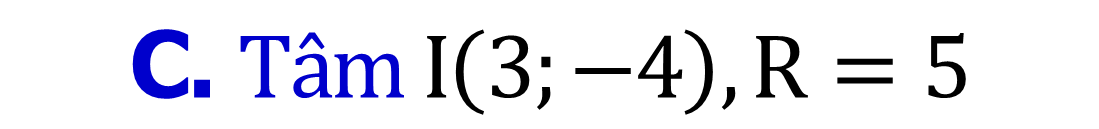 C. Tâm I(3; −4), R = 5